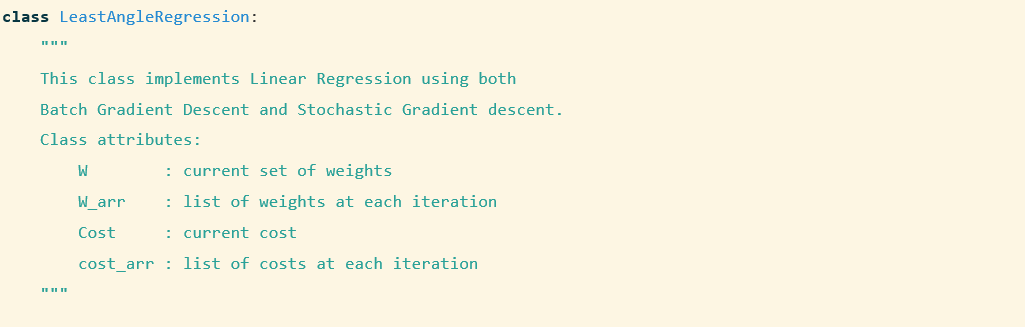 class LeastAngleRegression:
    """
    This class implements Linear Regression using both
    Batch Gradient Descent and Stochastic Gradient descent.
    Class attributes:
        W        : current set of weights
        W_arr    : list of weights at each iteration
        Cost     : current cost
        cost_arr : list of costs at each iteration
    """